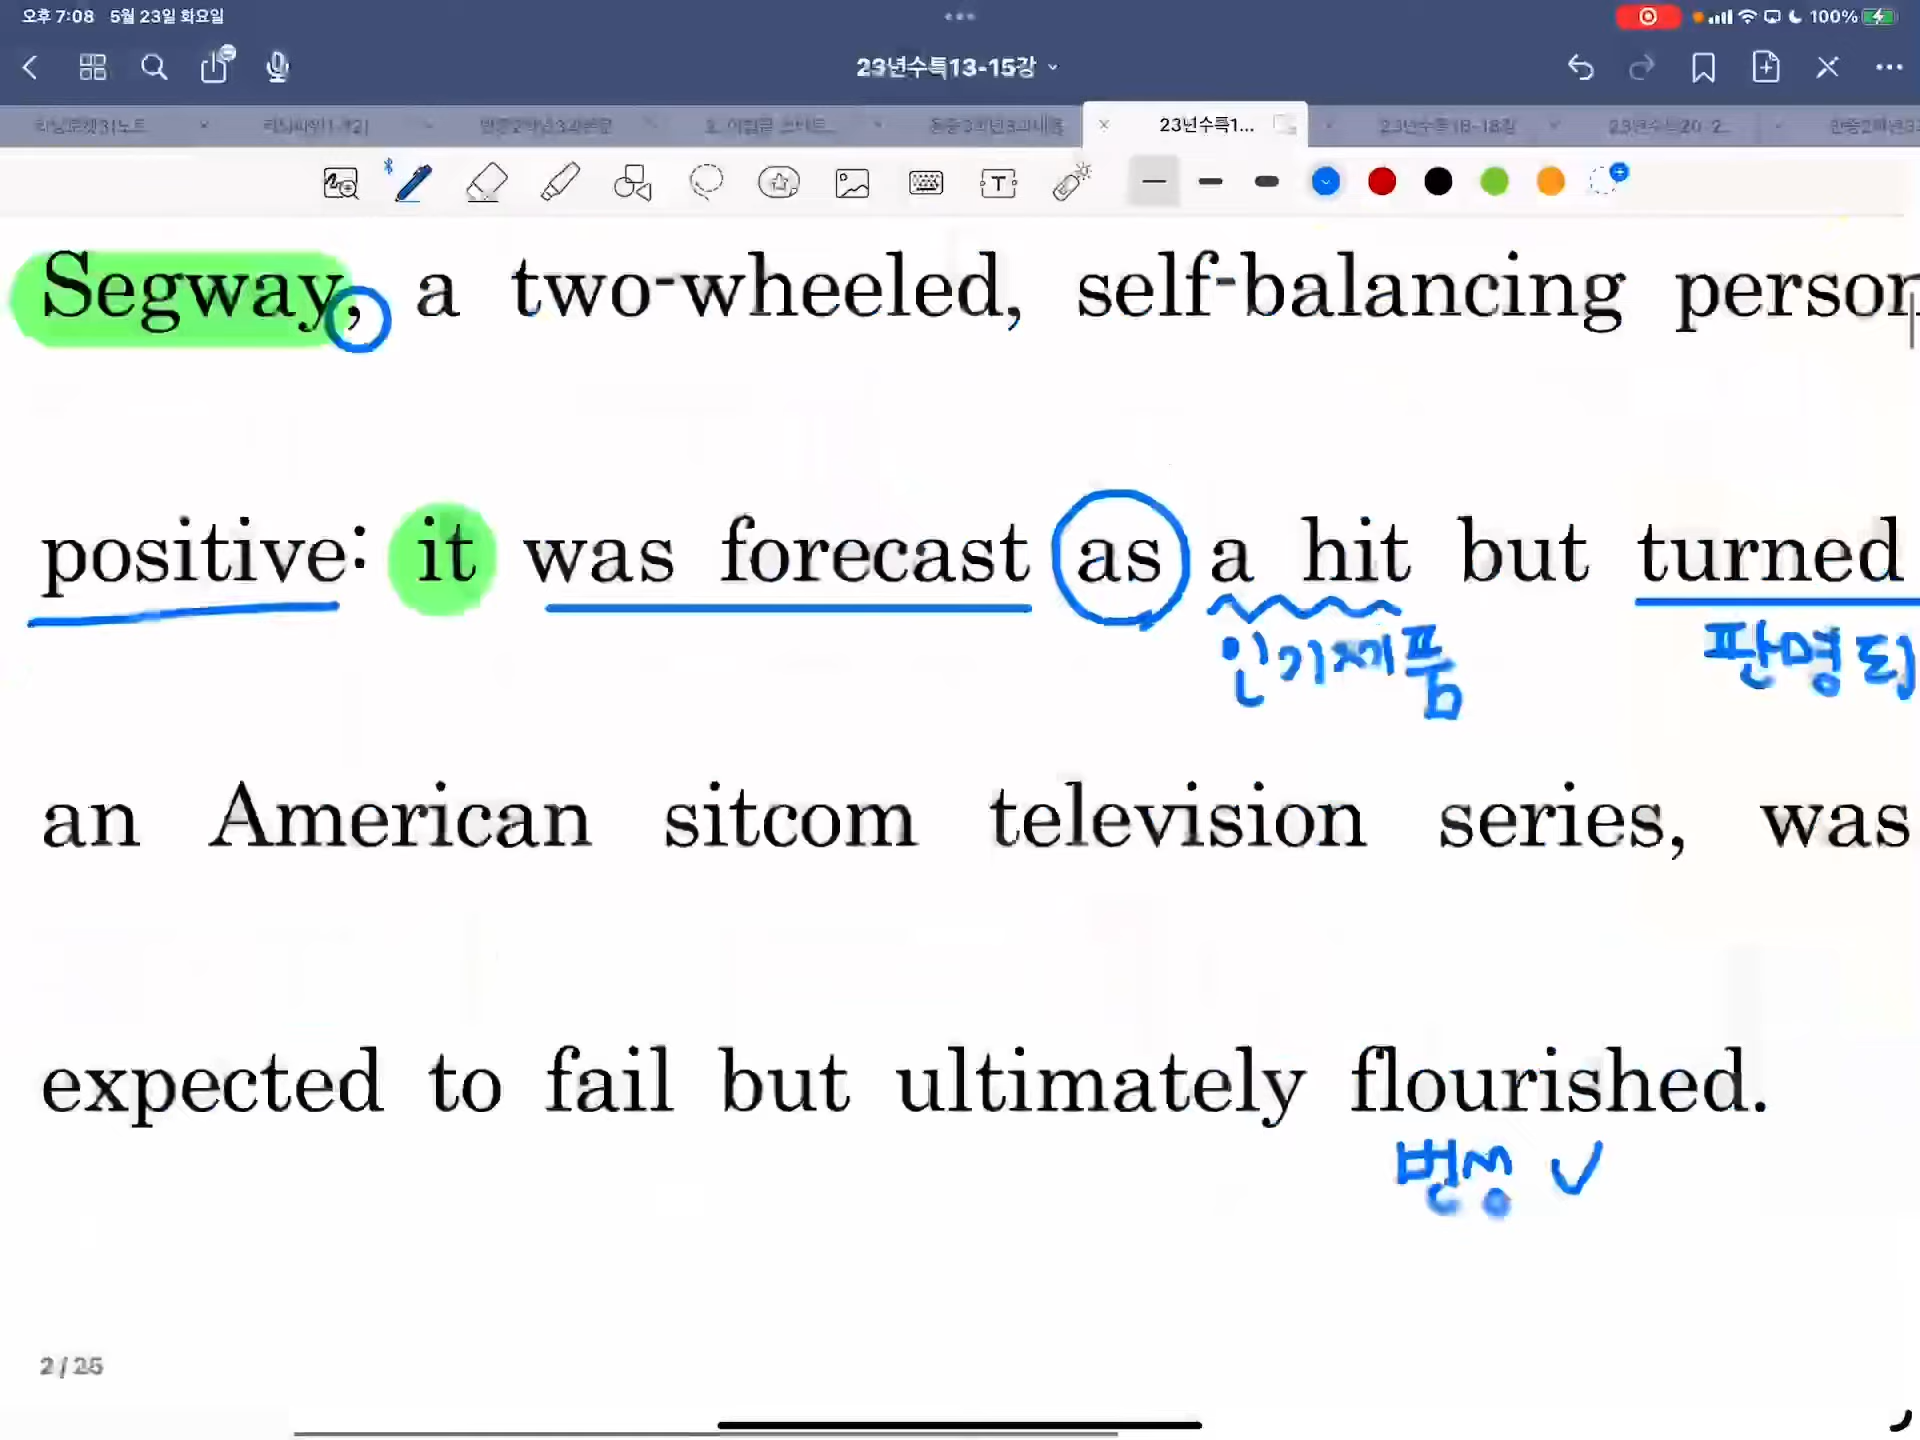 오후 7:08 5월 23일 화요일
100%
23년수특13-15강
23년수특1...
Segway, a two-wheeled, self-balancing person
positive: it was forecast as a hit but turned
인기제품
판명되
an American sitcom television series, was
expected to fail but ultimately flourished.
번성
2/25